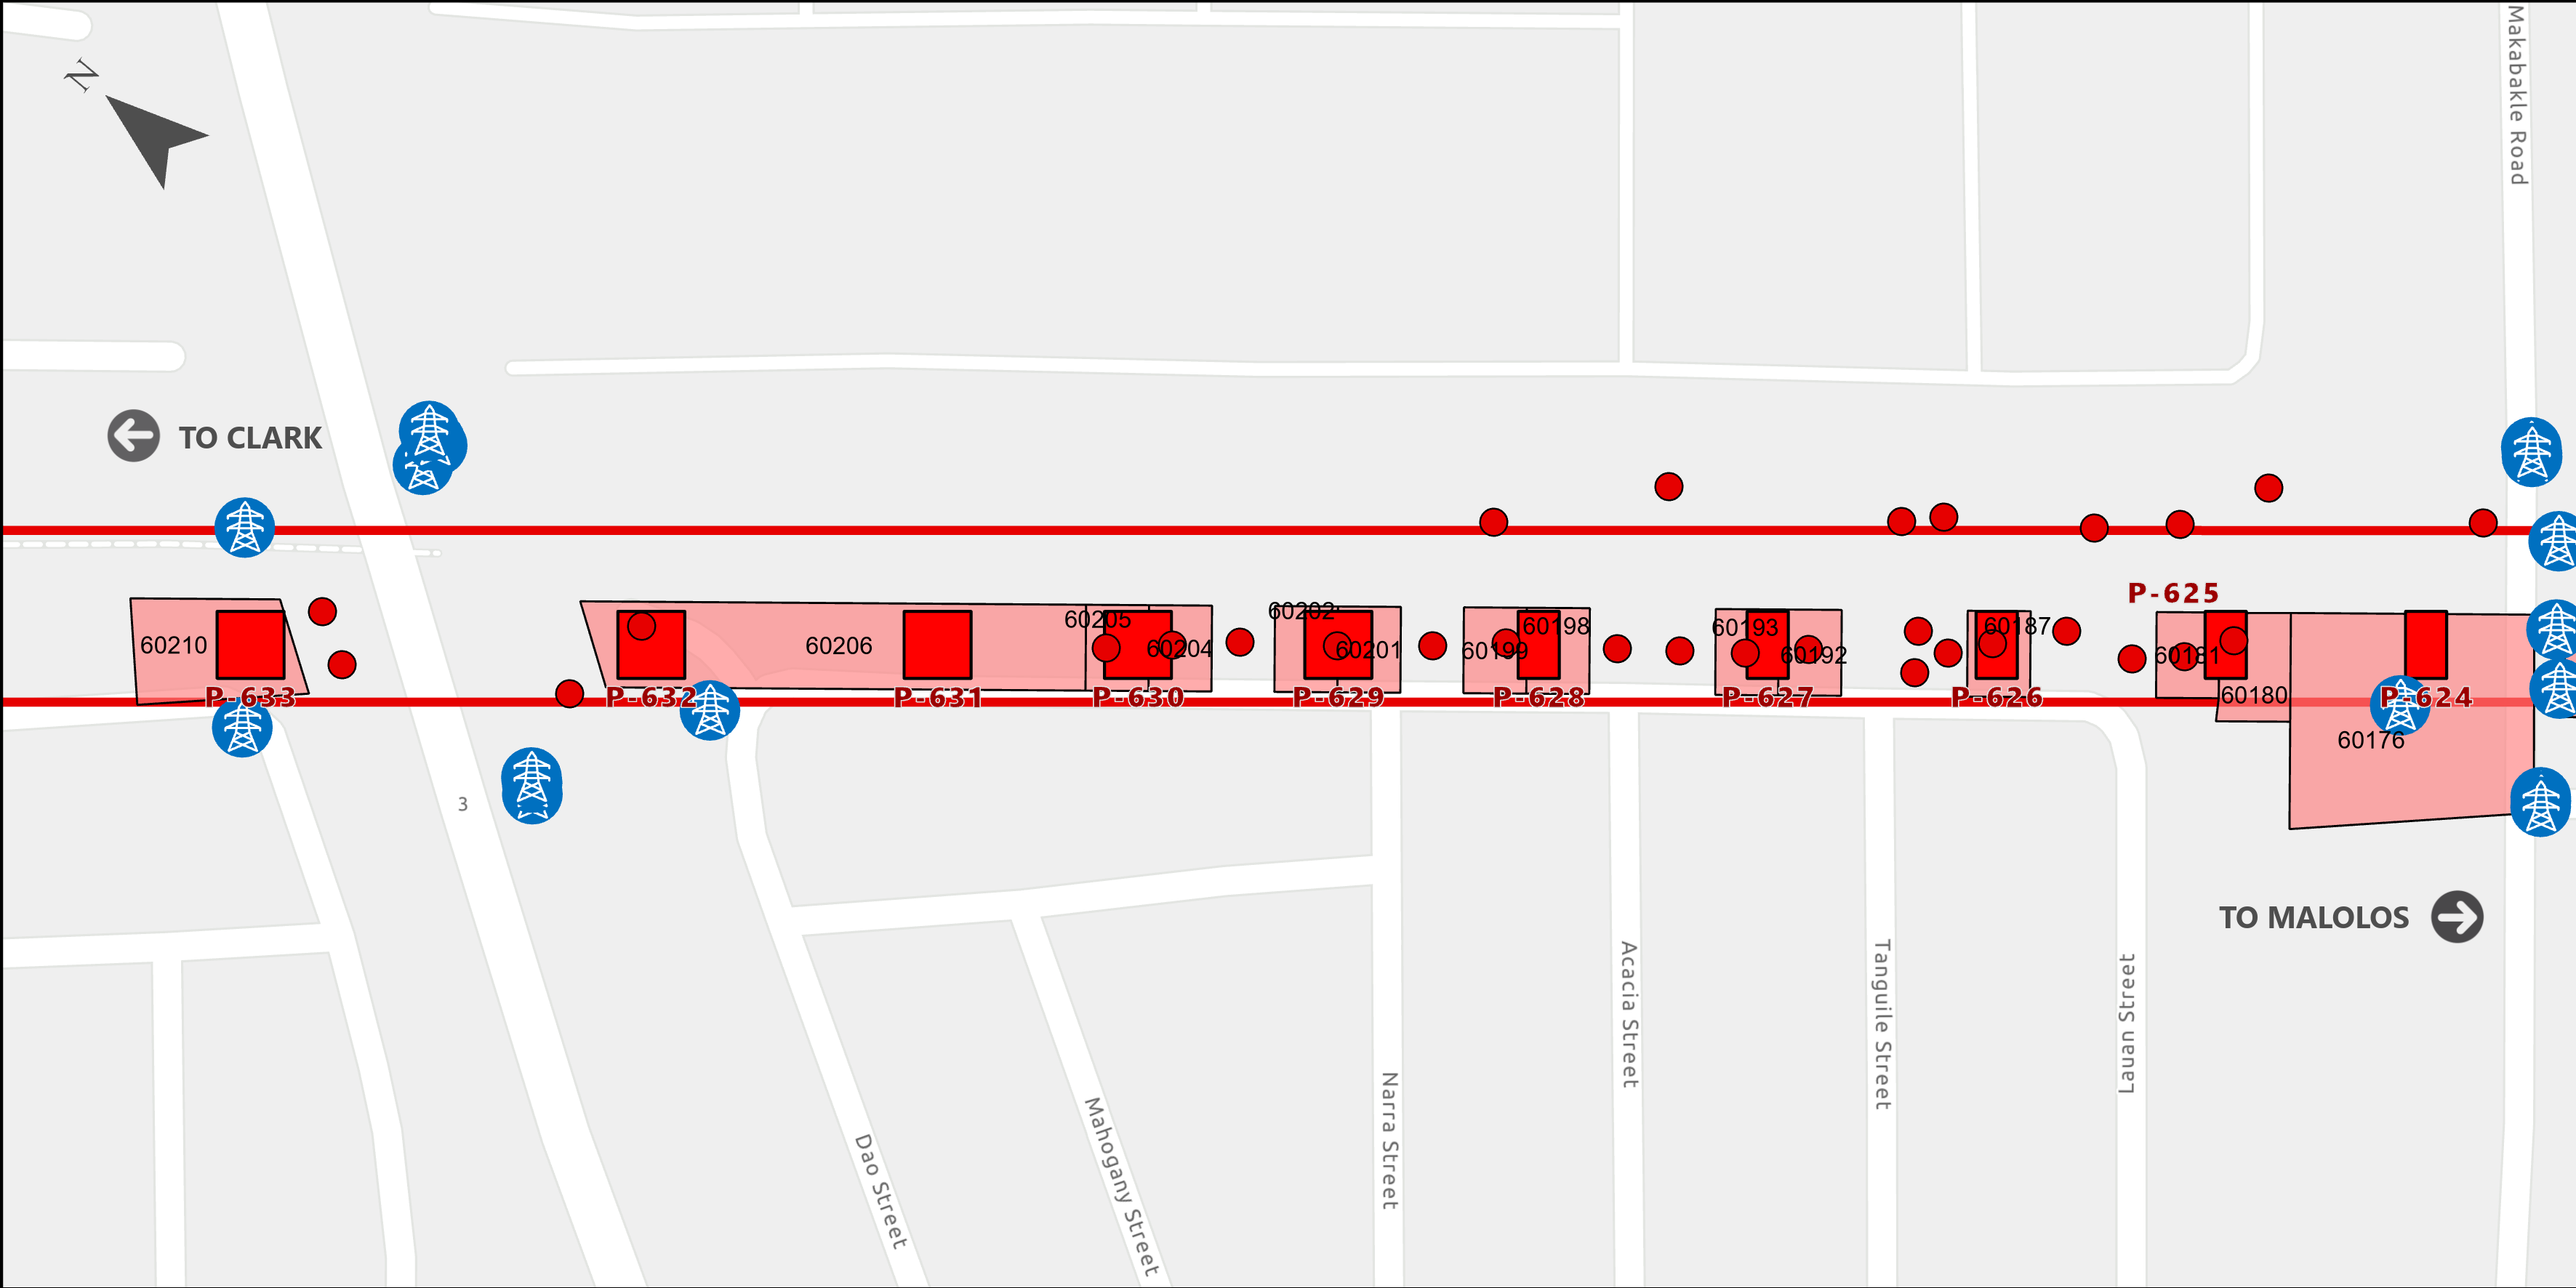 Makabakle Road
N
TO CLARK
P-625
60210
60206
60205
60204
60202
60201
60199
60198
60193
60192
60187
60181
60180
60176
P-633
P-632
P-631
P-630
P-629
P-628
P-627
P-626
P-624
3
TO MALOLOS
Dao Street
Mahogany Street
Narra Street
Acacia Street
Tanguile Street
Lanuan Street